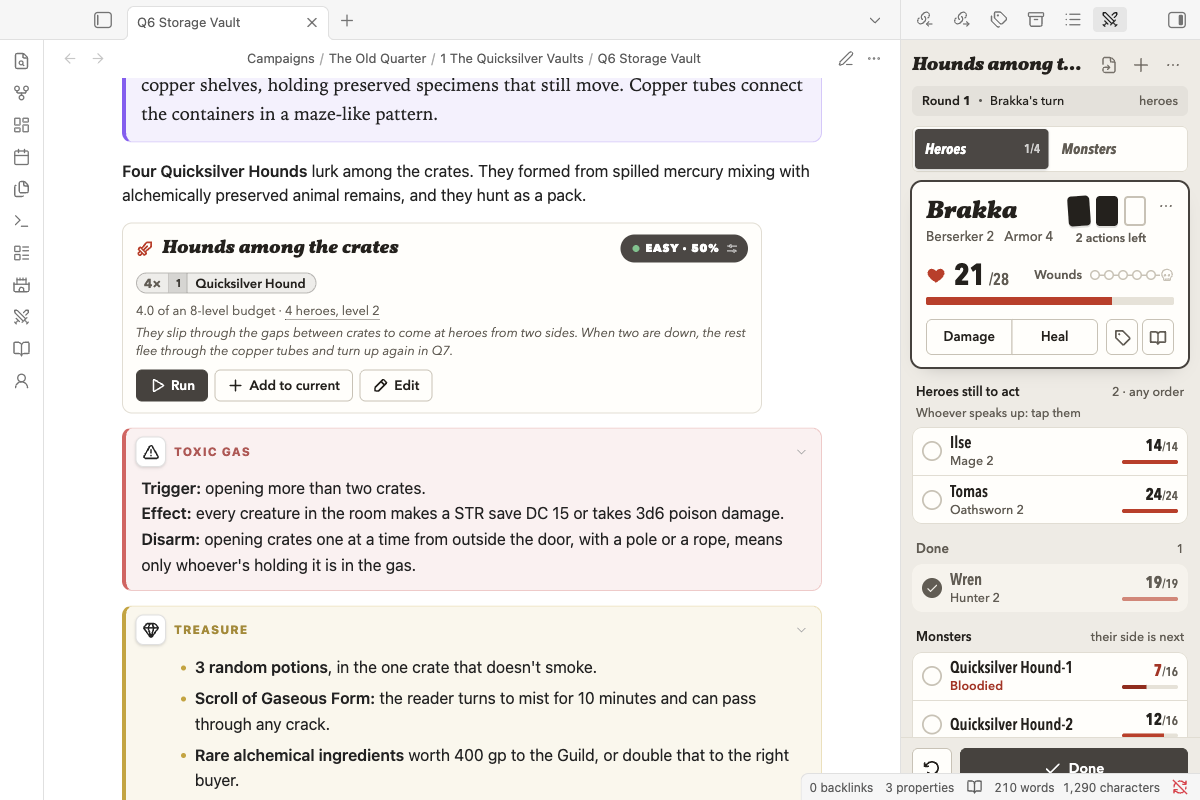 Q6 Storage Vault
Campaigns / The Old Quarter / 1 The Quicksilver Vaults / Q6 Storage Vault
copper shelves, holding preserved specimens that still move. Copper tubes connect
the containers in a maze-like pattern.
Four Quicksilver Hounds lurk among the crates. They formed from spilled mercury mixing with
alchemically preserved animal remains, and they hunt as a pack.
Hounds among the crates
EASY • 50%
4× 1 Quicksilver Hound
4.0 of an 8-level budget · 4 heroes, level 2
They slip through the gaps between crates to come at heroes from two sides. When two are down, the rest
flee through the copper tubes and turn up again in Q7.
Run
Add to current
Edit
TOXIC GAS
Trigger: opening more than two crates.
Effect: every creature in the room makes a STR save DC 15 or takes 3d6 poison damage.
Disarm: opening crates one at a time from outside the door, with a pole or a rope, means
only whoever's holding it is in the gas.
TREASURE
• 3 random potions, in the one crate that doesn't smoke.
• Scroll of Gaseous Form: the reader turns to mist for 10 minutes and can pass
through any crack.
• Rare alchemical ingredients worth 400 gp to the Guild, or double that to the right
buyer.
Hounds among t...
Round 1 • Brakka's turn
heroes
Heroes 1/4
Monsters
Brakka
Berserker 2 Armor 4
2 actions left
21 /28
Wounds
Damage
Heal
Heroes still to act
2 · any order
Whoever speaks up: tap them
Ilse
14/14
Mage 2
Tomas
24/24
Oathsworn 2
Done
1
Wren
19/19
Hunter 2
Monsters
their side is next
Quicksilver Hound-1
7/16
Bloodied
Quicksilver Hound-2
12/16
Done
0 backlinks 3 properties 210 words 1,290 characters